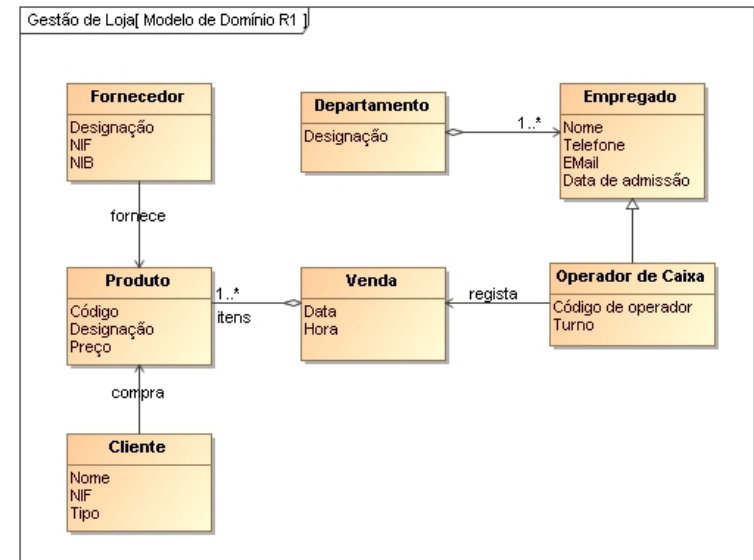 Gestão de Loja[ Modelo de Domínio R1 ]
Fornecedor
Designação
NIF
NIB
Departamento
Designação
1..*
Empregado
Nome
Telefone
EMail
Data de admissão
fornece
Produto
Código
Designação
Preço
1..*
itens
Venda
Data
Hora
regista
Operador de Caixa
Código de operador
Turno
compra
Cliente
Nome
NIF
Tipo